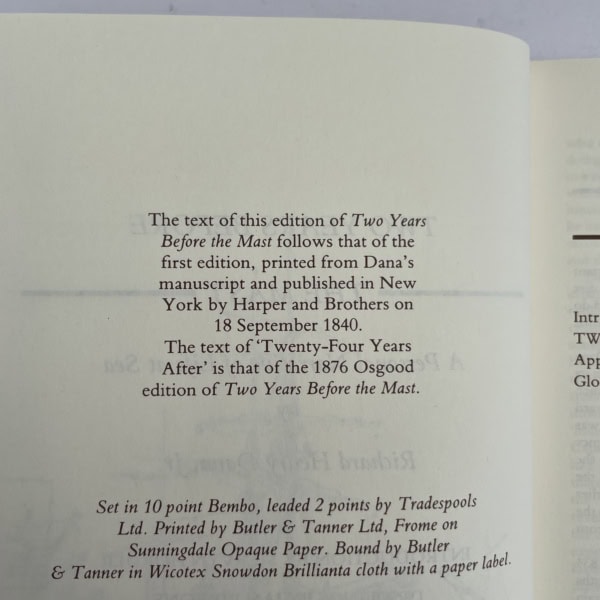 The text of this edition of Two Years
Before the Mast follows that of the
first edition, printed from Dana's
manuscript and published in New
York by Harper and Brothers on
18 September 1840.
The text of 'Twenty-Four Years
After' is that of the 1876 Osgood
edition of Two Years Before the Mast.
Set in 10 point Bembo, leaded 2 points by Tradespools
Ltd. Printed by Butler & Tanner Ltd, Frome on
Sunningdale Opaque Paper. Bound by Butler
& Tanner in Wicotex Snowdon Brillianta cloth with a paper label.
Intr
TW
App
Glo